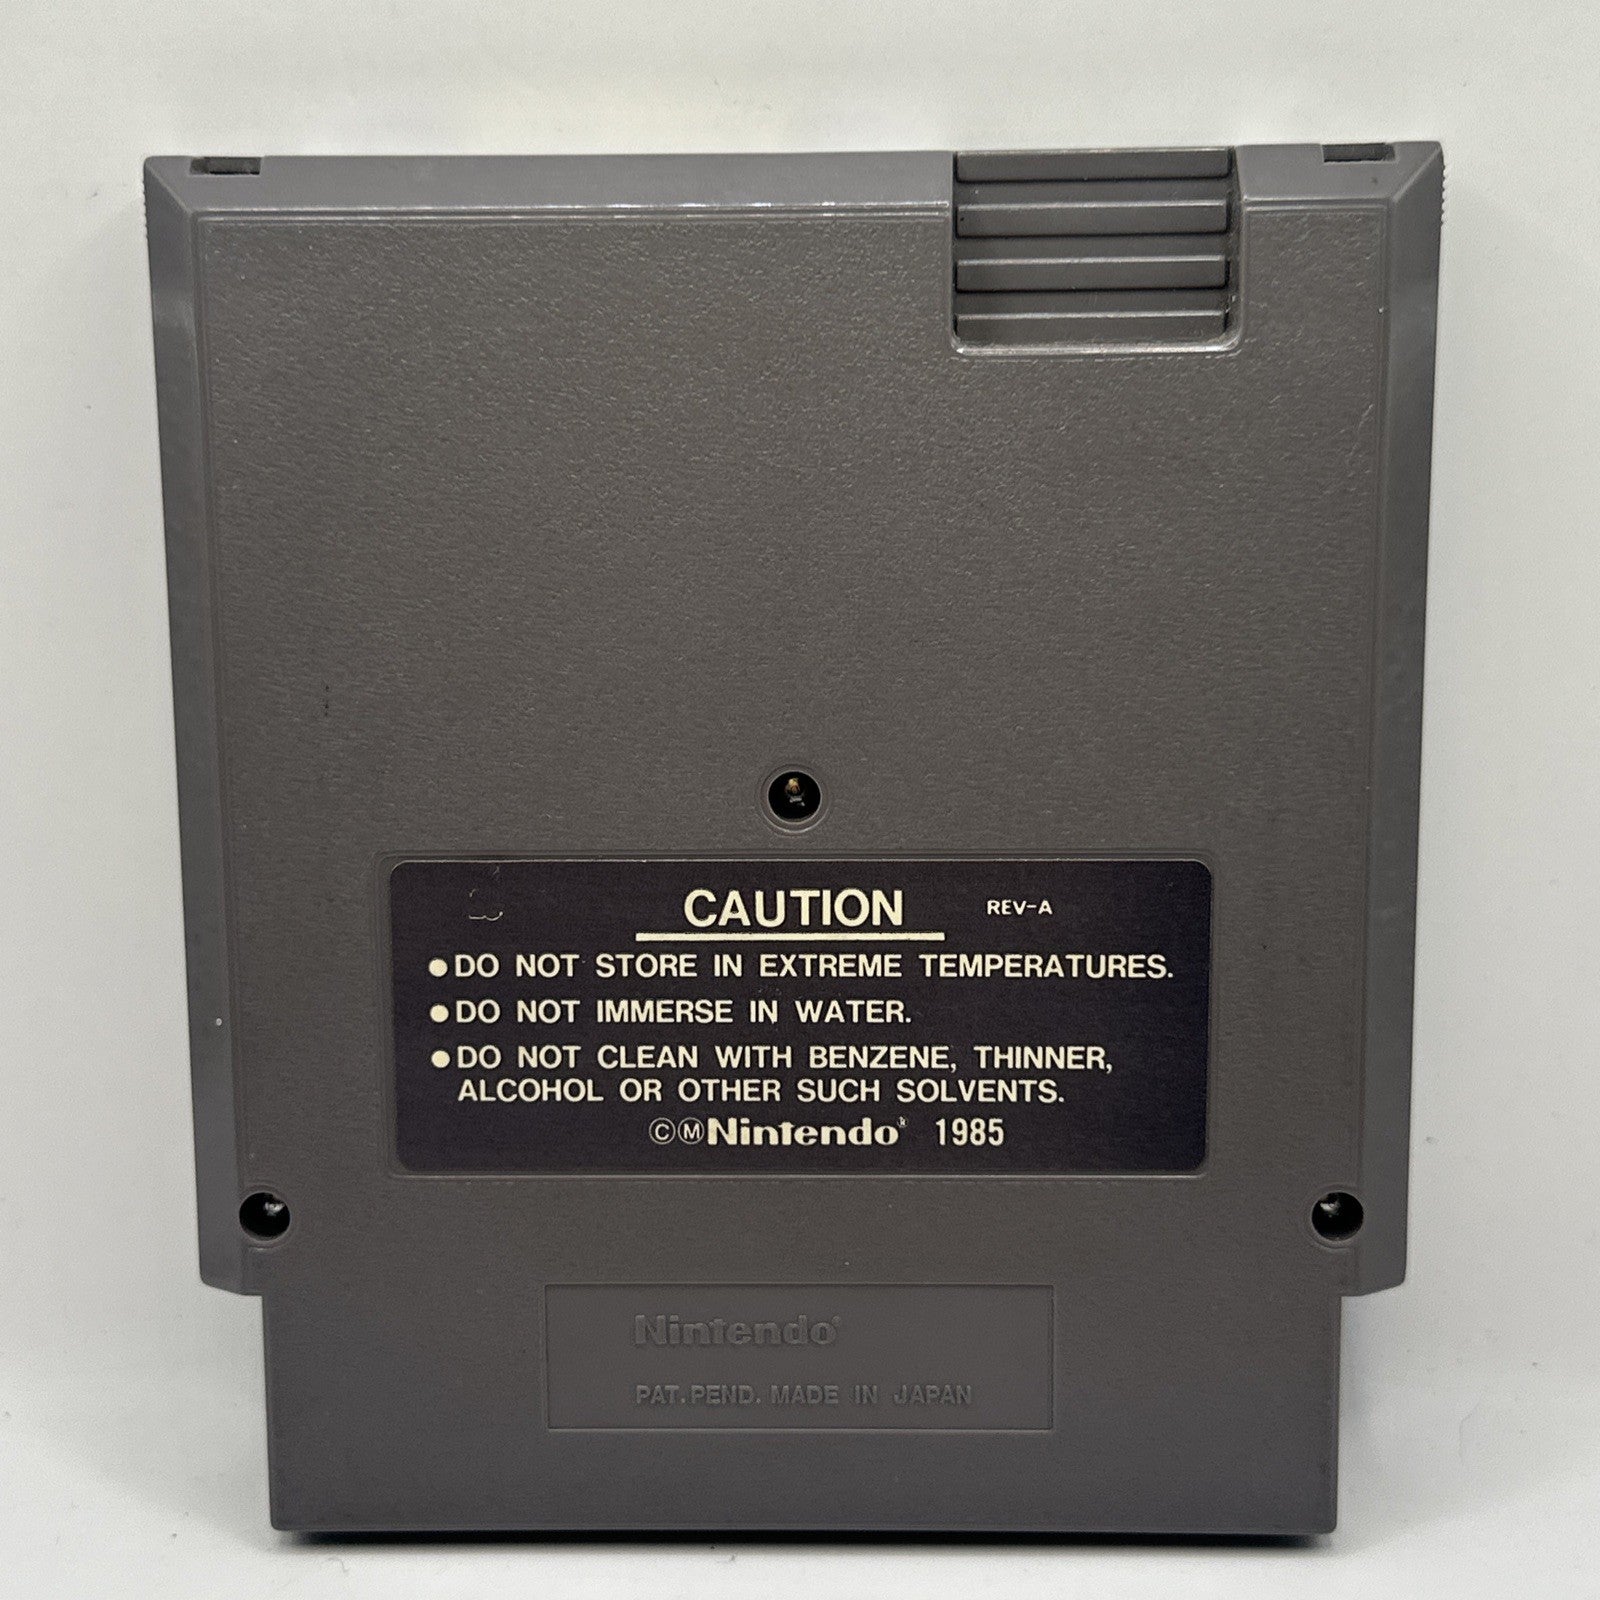 CAUTION REV-A
●DO NOT STORE IN EXTREME TEMPERATURES.
●DO NOT IMMERSE IN WATER.
●DO NOT CLEAN WITH BENZENE, THINNER,
ALCOHOL OR OTHER SUCH SOLVENTS.
©ⓂNintendo® 1985
Nintendo®
PAT.PEND. MADE IN JAPAN